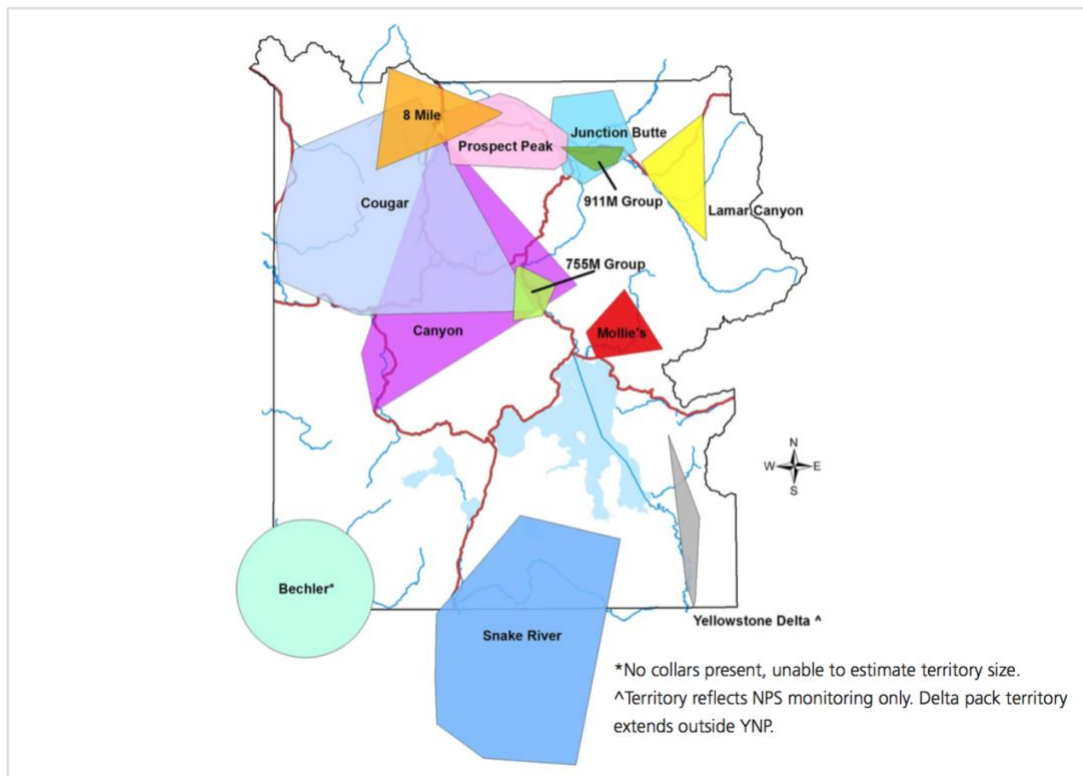 8 Mile
Junction Butte
Prospect Peak
911M Group
Cougar
Lamar Canyon
755M Group
Canyon
Mollie's
N
W E
S
Bechler*
Yellowstone Delta ^
Snake River
*No collars present, unable to estimate territory size.
^Territory reflects NPS monitoring only. Delta pack territory
extends outside YNP.